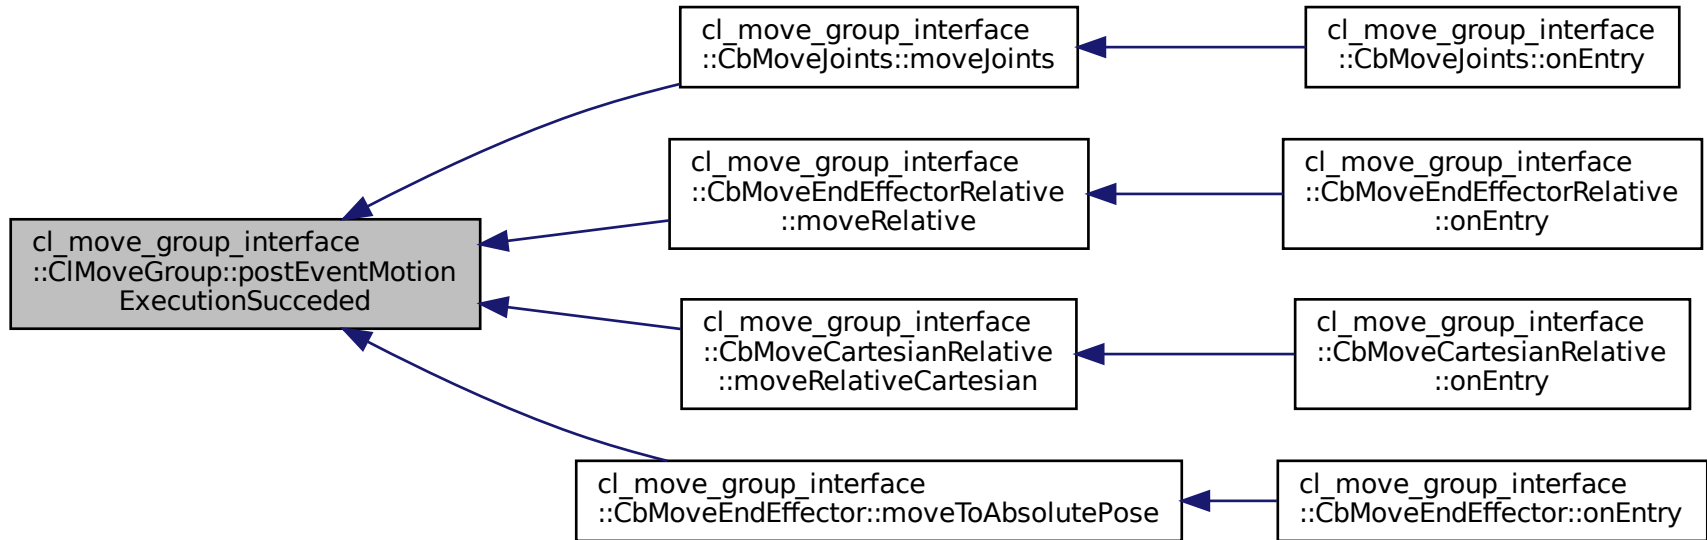 cl_move_group_interface
::ClMoveGroup::postEventMotion
ExecutionSucceded
cl_move_group_interface
::CbMoveJoints::moveJoints
cl_move_group_interface
::CbMoveJoints::onEntry
cl_move_group_interface
::CbMoveEndEffectorRelative
::moveRelative
cl_move_group_interface
::CbMoveEndEffectorRelative
::onEntry
cl_move_group_interface
::CbMoveCartesianRelative
::moveRelativeCartesian
cl_move_group_interface
::CbMoveCartesianRelative
::onEntry
cl_move_group_interface
::CbMoveEndEffector::moveToAbsolutePose
cl_move_group_interface
::CbMoveEndEffector::onEntry